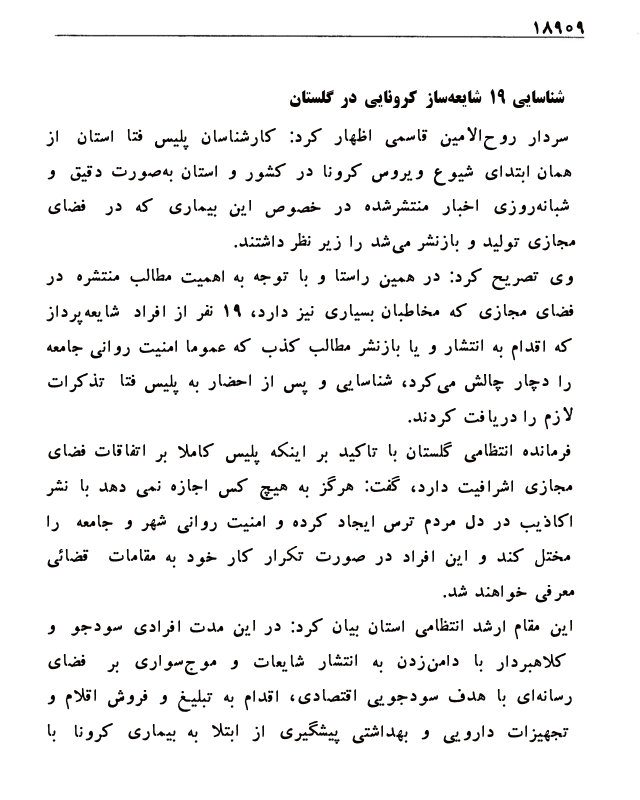 ۱۸۹۰۹
شناسایی ۱۹ شایعه‌ساز کرونایی در گلستان
سردار روح‌الامین قاسمی اظهار کرد: کارشناسان پلیس فتا استان از
همان ابتدای شیوع ویروس کرونا در کشور و استان به‌صورت دقیق و
شبانه‌روزی اخبار منتشرشده در خصوص این بیماری که در فضای
مجازی تولید و بازنشر می‌شد را زیر نظر داشتند.
وی تصریح کرد: در همین راستا و با توجه به اهمیت مطالب منتشره در
فضای مجازی که مخاطبان بسیاری نیز دارد، ۱۹ نفر از افراد شایعه‌پرداز
که اقدام به انتشار و یا بازنشر مطالب کذب که عموما امنیت روانی جامعه
را دچار چالش می‌کرد، شناسایی و پس از احضار به پلیس فتا تذکرات
لازم را دریافت کردند.
فرمانده انتظامی گلستان با تاکید بر اینکه پلیس کاملا بر اتفاقات فضای
مجازی اشرافیت دارد، گفت: هرگز به هیچ کس اجازه نمی دهد با نشر
اکاذیب در دل مردم ترس ایجاد کرده و امنیت روانی شهر و جامعه را
مختل کند و این افراد در صورت تکرار کار خود به مقامات قضائی
معرفی خواهند شد.
این مقام ارشد انتظامی استان بیان کرد: در این مدت افرادی سودجو و
کلاهبردار با دامن‌زدن به انتشار شایعات و موج‌سواری بر فضای
رسانه‌ای با هدف سودجویی اقتصادی، اقدام به تبلیغ و فروش اقلام و
تجهیزات دارویی و بهداشتی پیشگیری از ابتلا به بیماری کرونا با